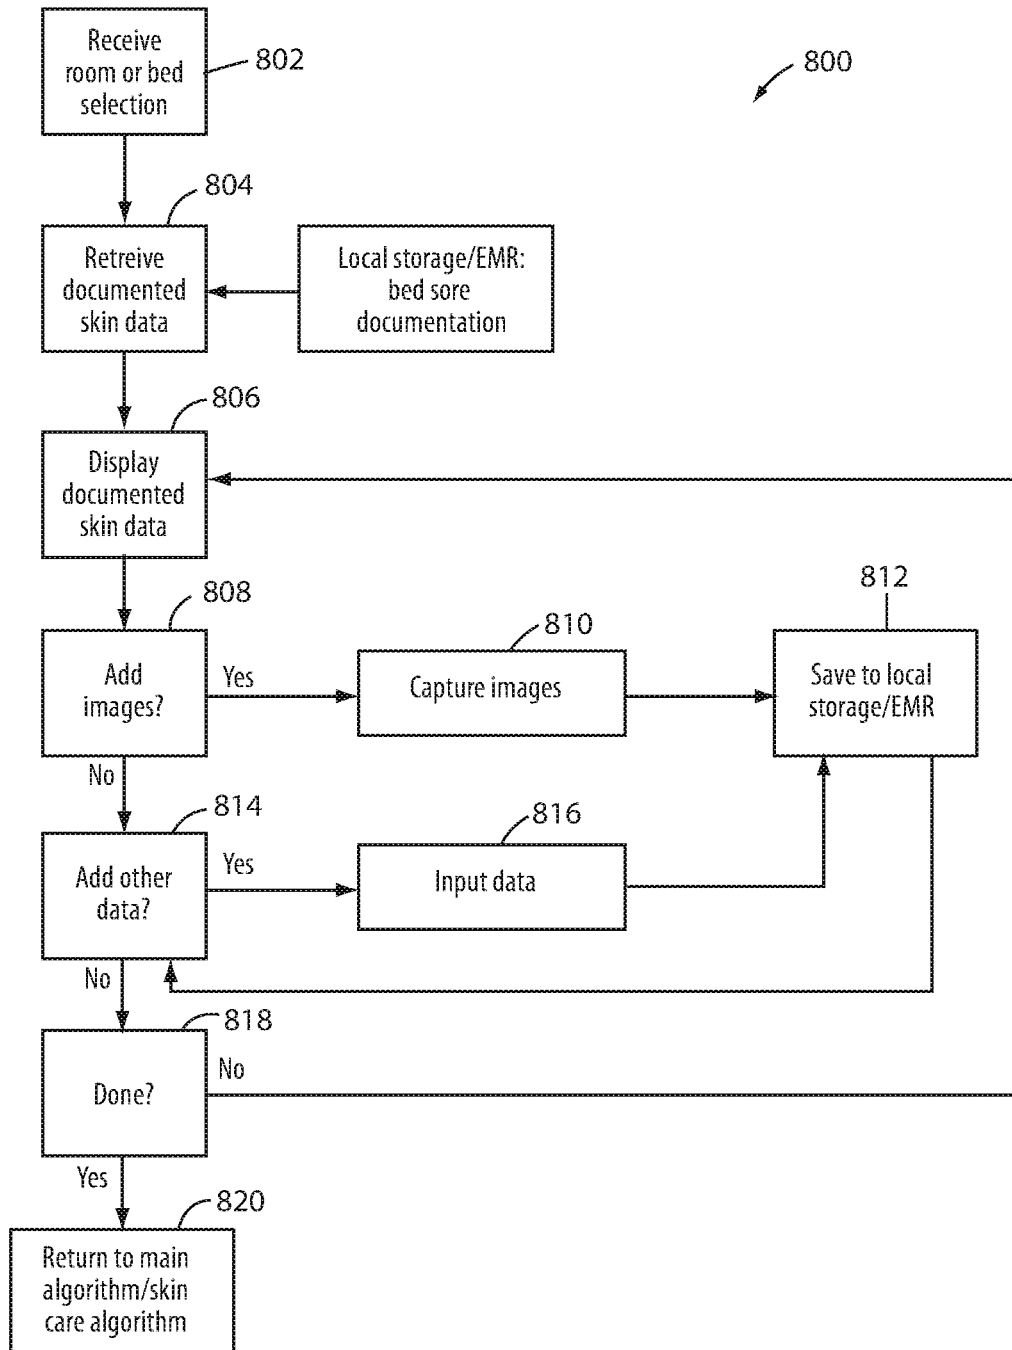 Receive
room or bed
selection
802
800
804
Retreive
documented
skin data
Local storage/EMR:
bed sore
documentation
806
Display
documented
skin data
808
Add
images?
Yes
810
Capture images
812
Save to local
storage/EMR
No
814
Add other
data?
Yes
816
Input data
No
818
Done?
No
Yes
820
Return to main
algorithm/skin
care algorithm